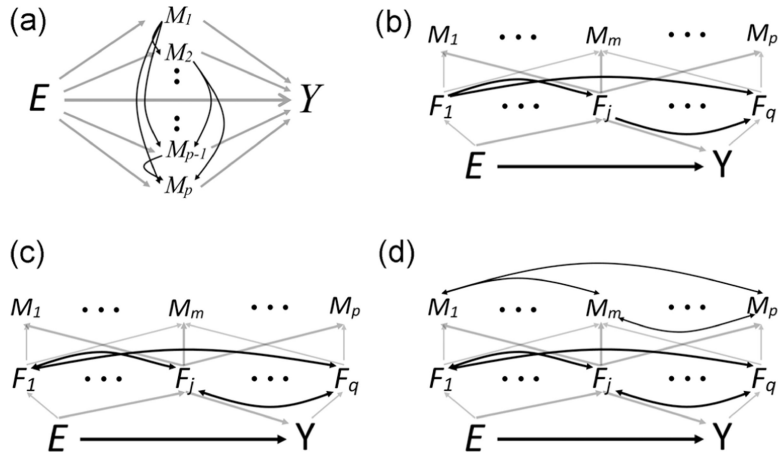 (a)
M1
M2
E
Y
Mp-1
Mp
(b)
M1 ••• Mm ••• Mp
F1 ••• Fj ••• Fq
E Y
(c)
M1 ••• Mm ••• Mp
F1 ••• Fj ••• Fq
E Y
(d)
M1 ••• Mm ••• Mp
F1 ••• Fj ••• Fq
E Y